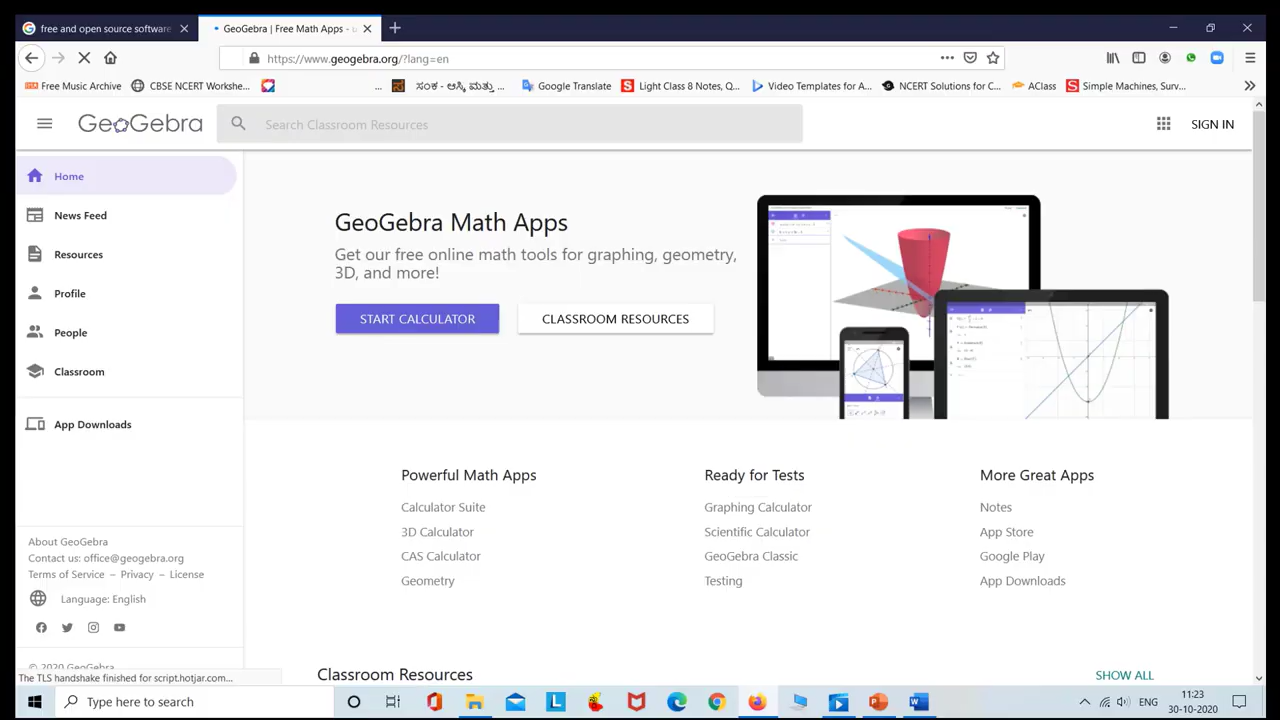 free and open source software
GeoGebra | Free Math Apps -
https://www.geogebra.org/?lang=en
Free Music Archive
CBSE NCERT Workshe...
...
ಸಂಕ - ಆಸ್ಕಿ ಮತ್ತು ...
Google Translate
Light Class 8 Notes, Q...
Video Templates for A...
NCERT Solutions for C...
AClass
Simple Machines, Surv...
GeoGebra
Search Classroom Resources
SIGN IN
Home
News Feed
Resources
Profile
People
Classroom
App Downloads
About GeoGebra
Contact us: office@geogebra.org
Terms of Service – Privacy – License
Language: English
© 2020 GeoGebra
The TLS handshake finished for script.hotjar.com...
GeoGebra Math Apps
Get our free online math tools for graphing, geometry,
3D, and more!
START CALCULATOR
CLASSROOM RESOURCES
Powerful Math Apps
Calculator Suite
3D Calculator
CAS Calculator
Geometry
Ready for Tests
Graphing Calculator
Scientific Calculator
GeoGebra Classic
Testing
More Great Apps
Notes
App Store
Google Play
App Downloads
Classroom Resources
SHOW ALL
Type here to search
ENG
11:23
30-10-2020